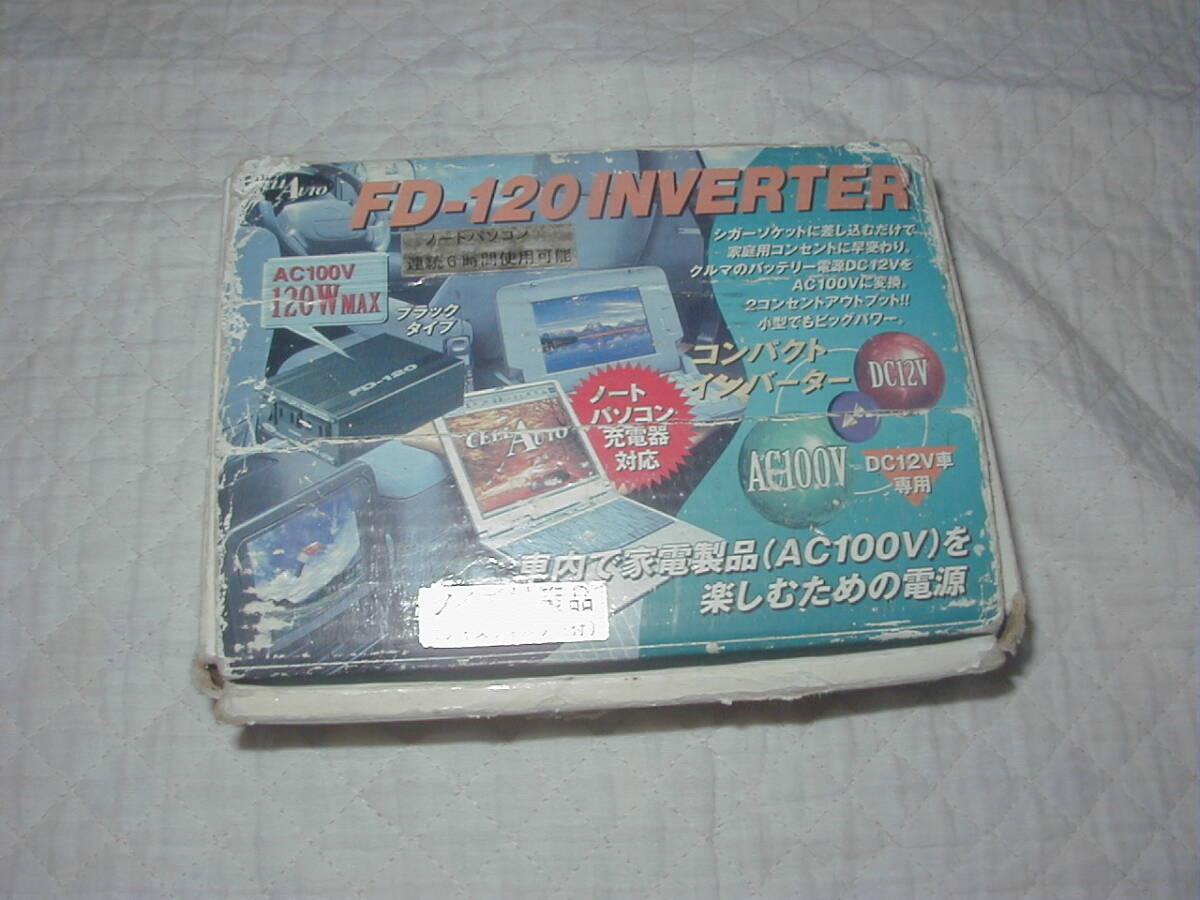 AUTO
FD-120 INVERTER
ノートパソコン
連続6時間使用可能
シガーソケットに差し込むだけで
家庭用コンセントに早変わり。
クルマのバッテリー電源DC12Vを
AC100Vに変換。
2コンセントアウトプット!!
小型でもビッグパワー。
AC100V
120W MAX
ブラック
タイプ
FD-120
コンパクト
インバーター
DC12V
AC100V
DC12V車
専用
CELL AUTO
ノート
パソコン
充電器
対応
車内で家電製品(AC100V)を
楽しむための電源
品
付)